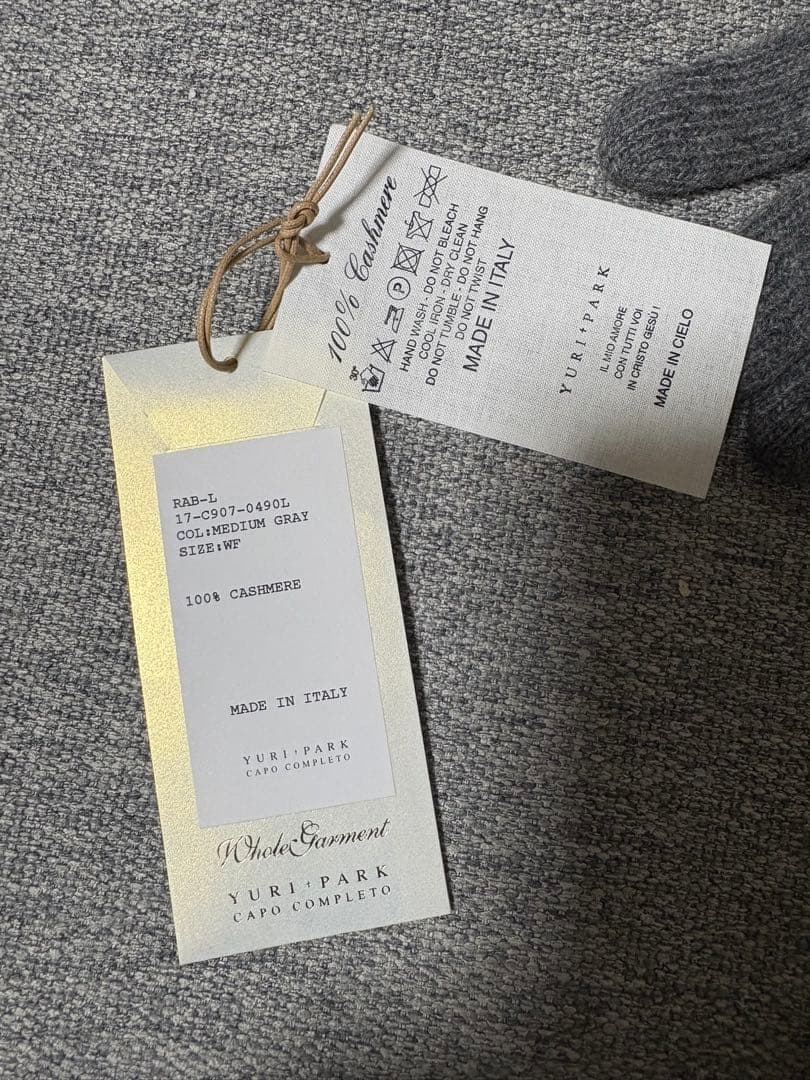 100% Cashmere
30°
P
HAND WASH - DO NOT BLEACH
COOL IRON - DRY CLEAN
DO NOT TUMBLE - DO NOT HANG
DO NOT TWIST
MADE IN ITALY
YURI+PARK
IL MIO AMORE
CON TUTTI VOI
IN CRISTO GESÙ !
MADE IN CIELO
RAB-L
17-C907-0490L
COL:MEDIUM GRAY
SIZE:WF
100% CASHMERE
MADE IN ITALY
YURI+PARK
CAPO COMPLETO
WholeGarment
YURI+PARK
CAPO COMPLETO